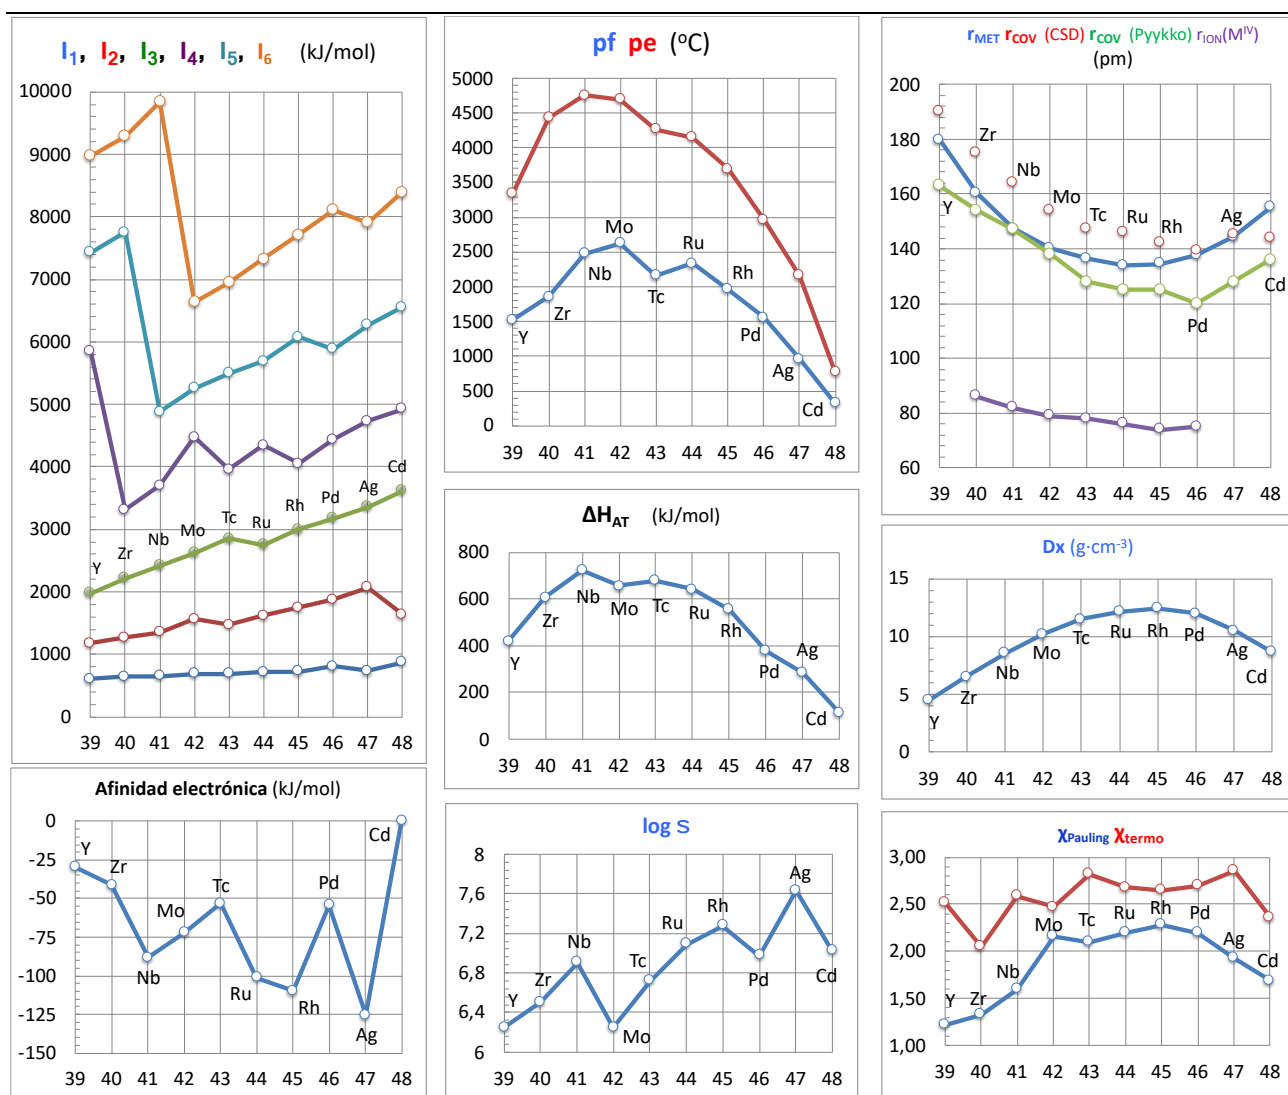 I1, I2, I3, I4, I5, I6 (kJ/mol)
10000
9000
8000
7000
6000
5000
4000
3000
2000
1000
0
Y
Zr
Nb
Mo
Tc
Ru
Rh
Pd
Ag
Cd
39 40 41 42 43 44 45 46 47 48
pf pe (ºC)
5000
4500
4000
3500
3000
2500
2000
1500
1000
500
0
Y
Zr
Nb
Mo
Tc
Ru
Rh
Pd
Ag
Cd
39 40 41 42 43 44 45 46 47 48
rMET rCOV (CSD) rCOV (Pyykko) rION(MIV)
(pm)
200
180
160
140
120
100
80
60
Y
Zr
Nb
Mo
Tc
Ru
Rh
Pd
Ag
Cd
39 40 41 42 43 44 45 46 47 48
ΔHAT (kJ/mol)
800
600
400
200
0
Y
Zr
Nb
Mo
Tc
Ru
Rh
Pd
Ag
Cd
39 40 41 42 43 44 45 46 47 48
Dx (g·cm-3)
15
10
5
0
Y
Zr
Nb
Mo
Tc
Ru
Rh
Pd
Ag
Cd
39 40 41 42 43 44 45 46 47 48
Afinidad electrónica (kJ/mol)
0
-25
-50
-75
-100
-125
-150
Y
Zr
Nb
Mo
Tc
Ru
Rh
Pd
Ag
Cd
39 40 41 42 43 44 45 46 47 48
log s
8
7,6
7,2
6,8
6,4
6
Y
Zr
Nb
Mo
Tc
Ru
Rh
Pd
Ag
Cd
39 40 41 42 43 44 45 46 47 48
χPauling χtermo
3,00
2,50
2,00
1,50
1,00
Y
Zr
Nb
Mo
Tc
Ru
Rh
Pd
Ag
Cd
39 40 41 42 43 44 45 46 47 48